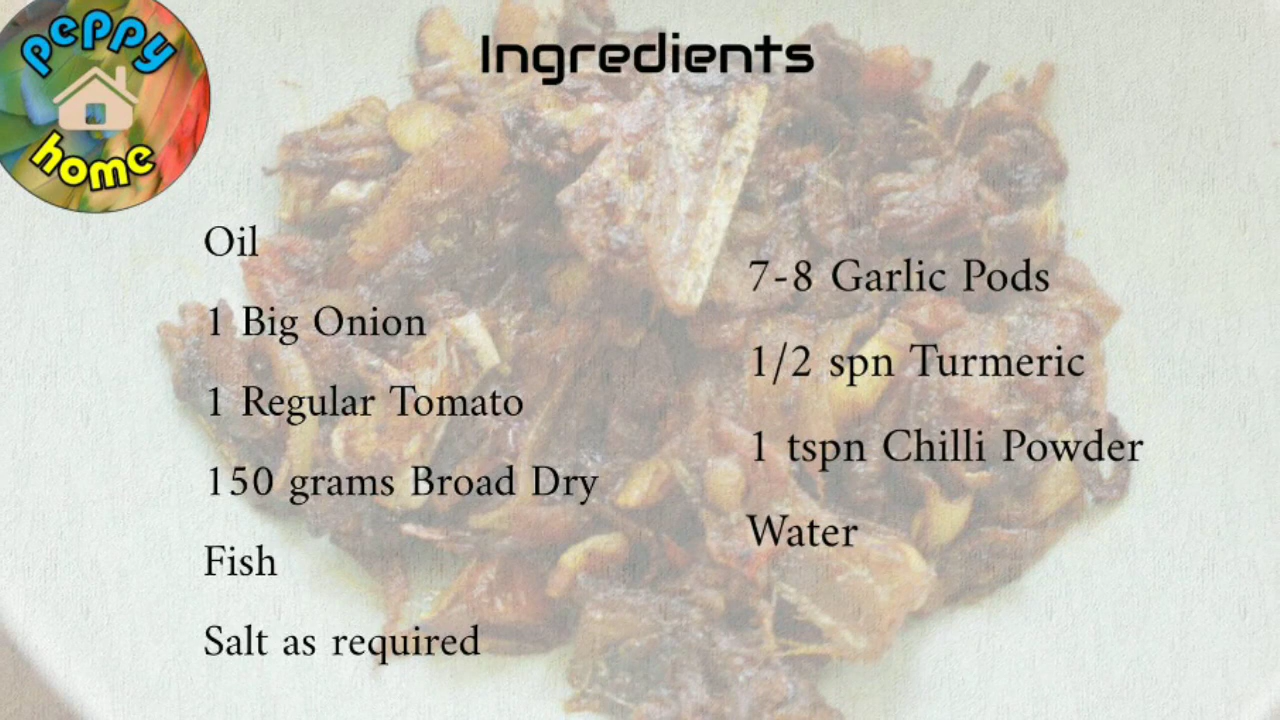 peppy
home
Ingredients
Oil
1 Big Onion
1 Regular Tomato
150 grams Broad Dry
Fish
Salt as required
7-8 Garlic Pods
1/2 spn Turmeric
1 tspn Chilli Powder
Water